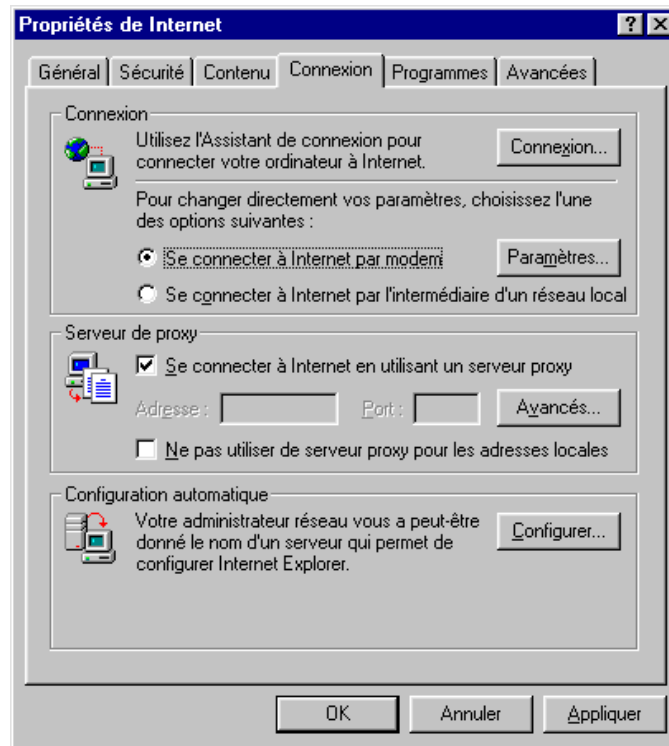 Propriétés de Internet
Général Sécurité Contenu Connexion Programmes Avancées
Connexion
Utilisez l'Assistant de connexion pour
connecter votre ordinateur à Internet.
Connexion...
Pour changer directement vos paramètres, choisissez l'une
des options suivantes :
Se connecter à Internet par modem
Paramètres...
Se connecter à Internet par l'intermédiaire d'un réseau local
Serveur de proxy
Se connecter à Internet en utilisant un serveur proxy
Adresse : Port : Avancés...
Ne pas utiliser de serveur proxy pour les adresses locales
Configuration automatique
Votre administrateur réseau vous a peut-être
donné le nom d'un serveur qui permet de
configurer Internet Explorer.
Configurer...
OK Annuler Appliquer